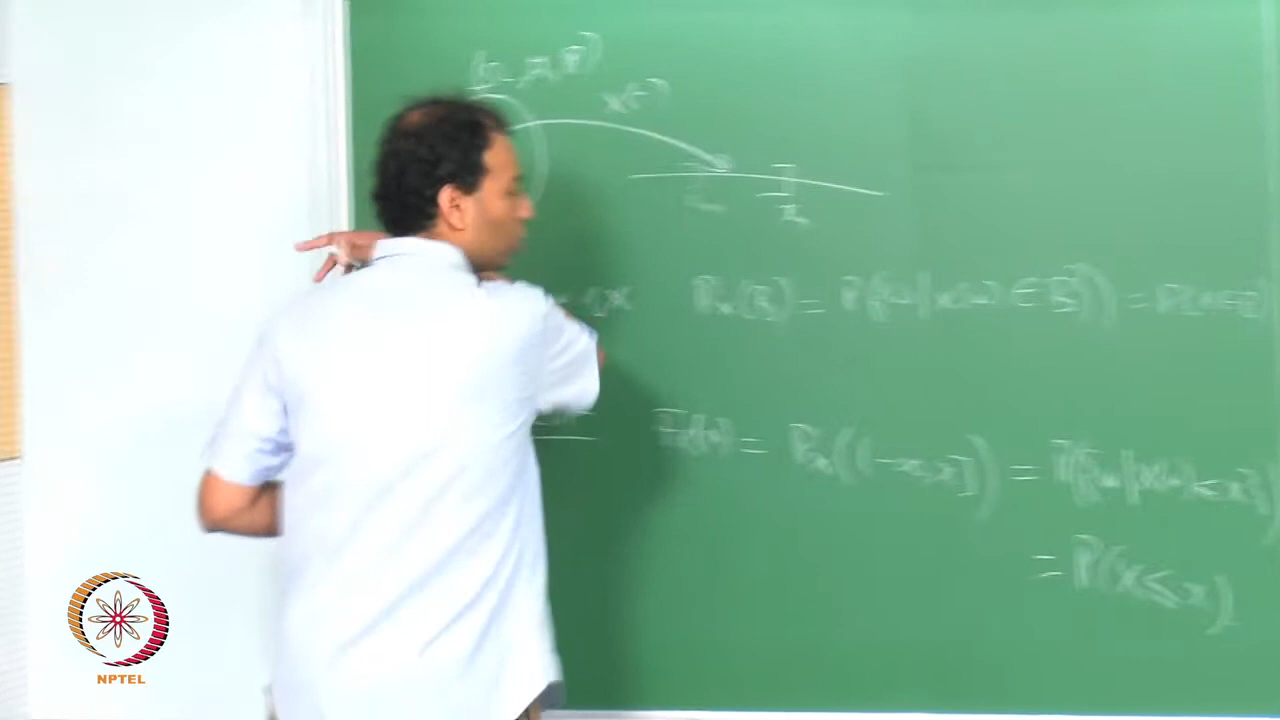 (Ω, F, P)
X(·)
x
P_X(B) = P({ω | X(ω) ∈ B}) = P(X∈B)
F_X(x) = P_X((-∞, x]) = P({ω | X(ω) ≤ x})
= P(X ≤ x)
NPTEL